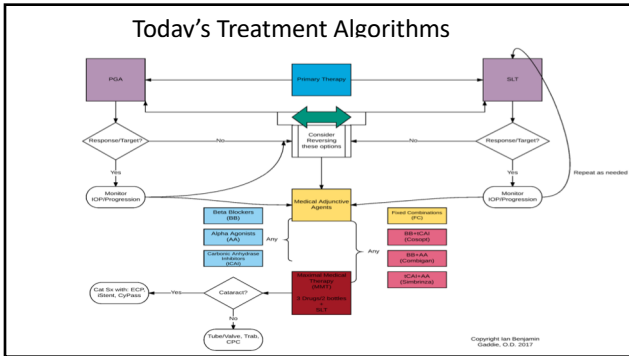 Today's Treatment Algorithms
PGA
Primary Therapy
SLT
Response/Target?
No
Consider
Reversing
these options
No
Response/Target?
Yes
Yes
Repeat as needed
Monitor
IOP/Progression
Medical Adjunctive
Agents
Monitor
IOP/Progression
Beta Blockers
(BB)
Fixed Combinations
(FC)
Alpha Agonists
(AA)
Any
Any
BB+ICAI
(Cosopt)
Carbonic Anhydrase
Inhibitors
(ICAI)
BB+AA
(Combigan)
ICAI+AA
(Simbrinza)
Maximal Medical
Therapy
(MMT)
3 Drugs/2 bottles
+
SLT
Cat Sx with: ECP,
iStent, CyPass
Yes
Cataract?
No
Tube/Valve, Trab,
CPC
Copyright Ian Benjamin
Gaddie, O.D. 2017